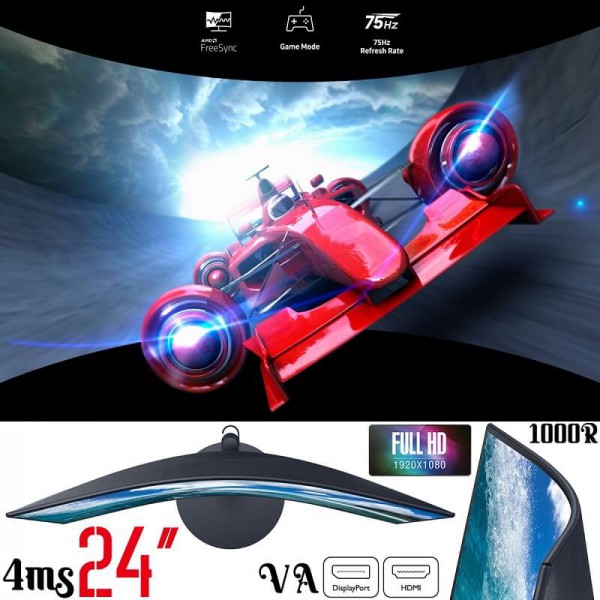 AMD
FreeSync
Game Mode
75Hz
75Hz
Refresh Rate
FULL HD
1920X1080
1000R
4ms
24”
VA
DisplayPort
HDMI